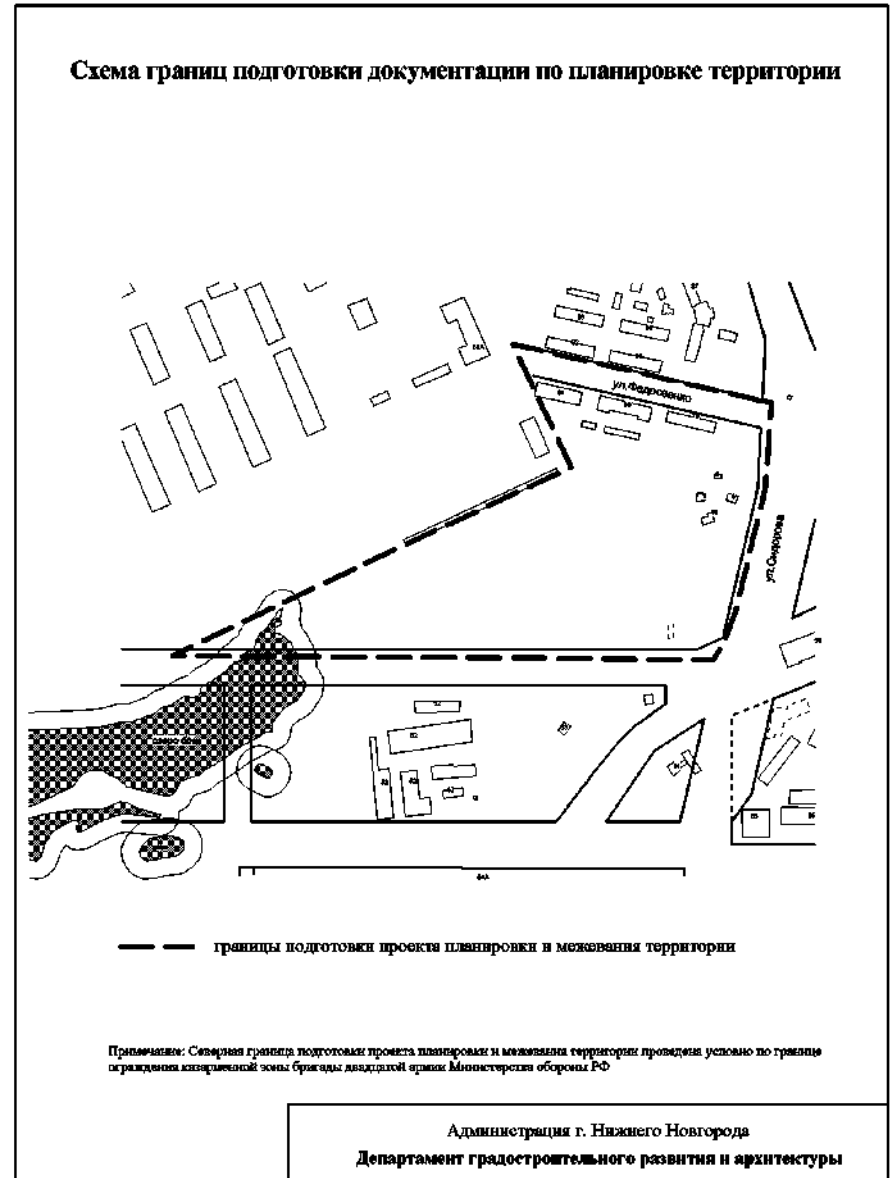 Схема границ подготовки документации по планировке территории
ул.Федосеенко
ул.Сидорова
границы подготовки проекта планировки и межевания территории
Примечание: Северная граница подготовки проекта планировки и межевания территории проведена условно по границе
ограждения казарменной зоны бригады двадцатой армии Министерства обороны РФ
Администрация г. Нижнего Новгорода
Департамент градостроительного развития и архитектуры